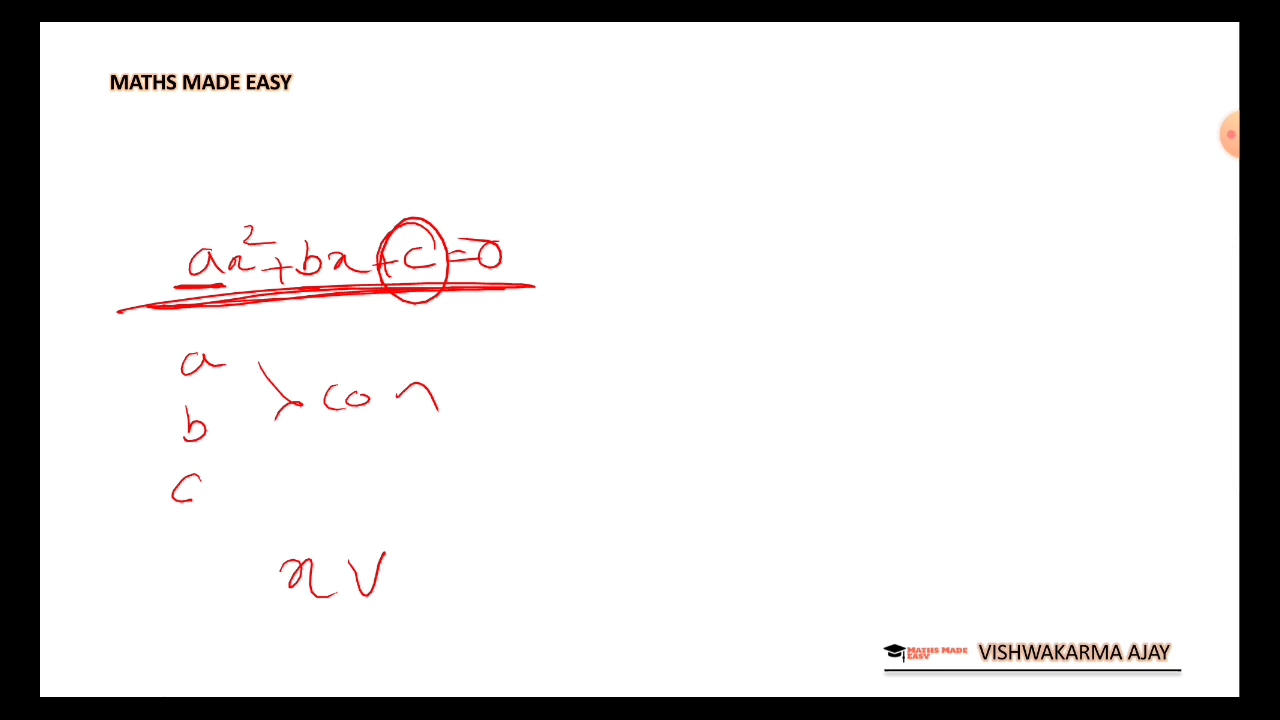 MATHS MADE EASY
ax²+bx+c=0
a
b
c
con
x V
MATHS MADE EASY
VISHWAKARMA AJAY